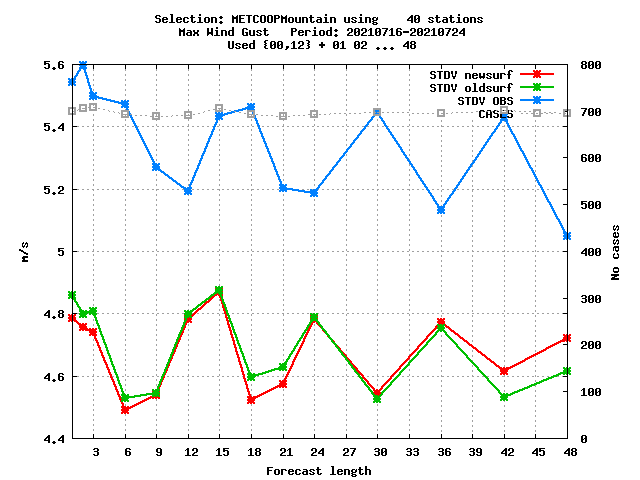 Selection: METCOOPMountain using    40 stations
Max Wind Gust   Period: 20210716-20210724
Used {00,12} + 01 02 ... 48
STDV newsurf
STDV oldsurf
STDV OBS
CASES
5.6
5.4
5.2
5
4.8
4.6
4.4
m/s
800
700
600
500
400
300
200
100
0
No cases
3 6 9 12 15 18 21 24 27 30 33 36 39 42 45 48
Forecast length